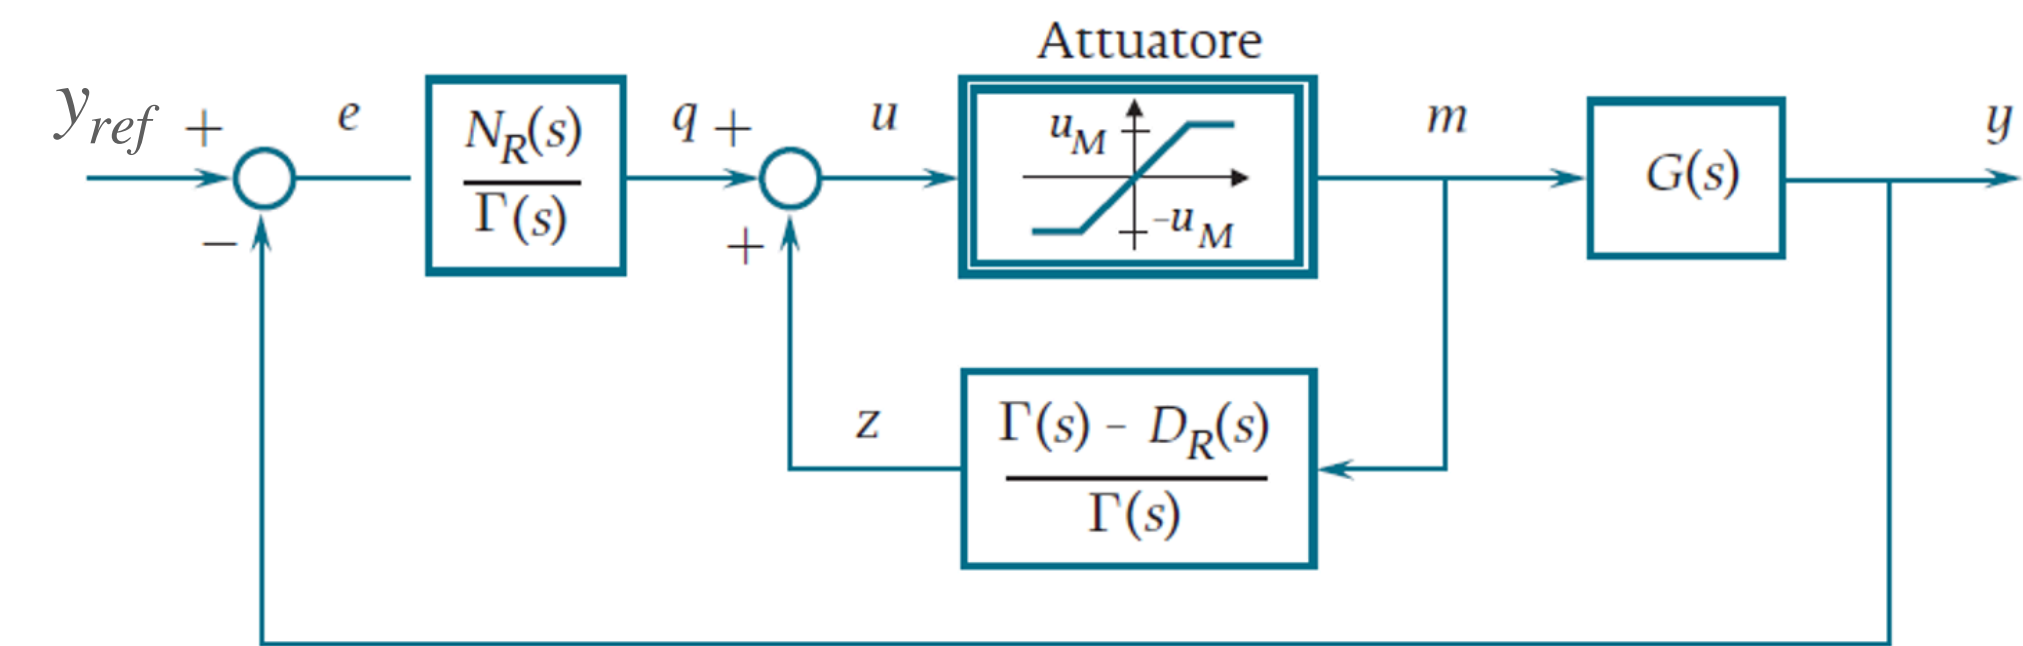 Attuatore
y_ref + e
N_R(s)
Γ(s)
q + u
u_M
-u_M
m
G(s)
y
−
+
z
Γ(s) - D_R(s)
Γ(s)